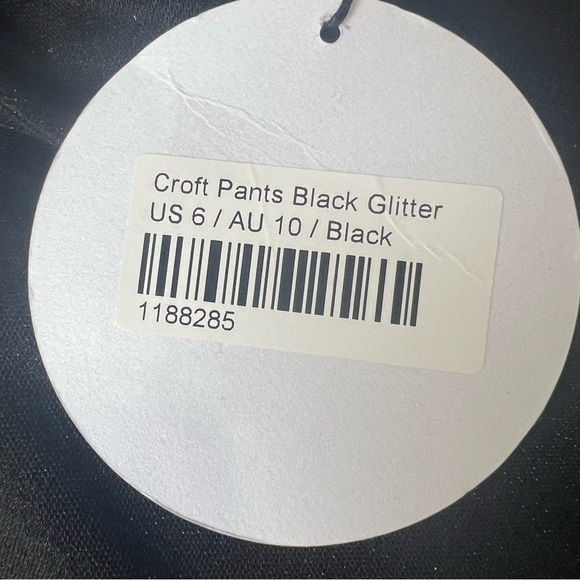 Croft Pants Black Glitter
US 6 / AU 10 / Black
1188285